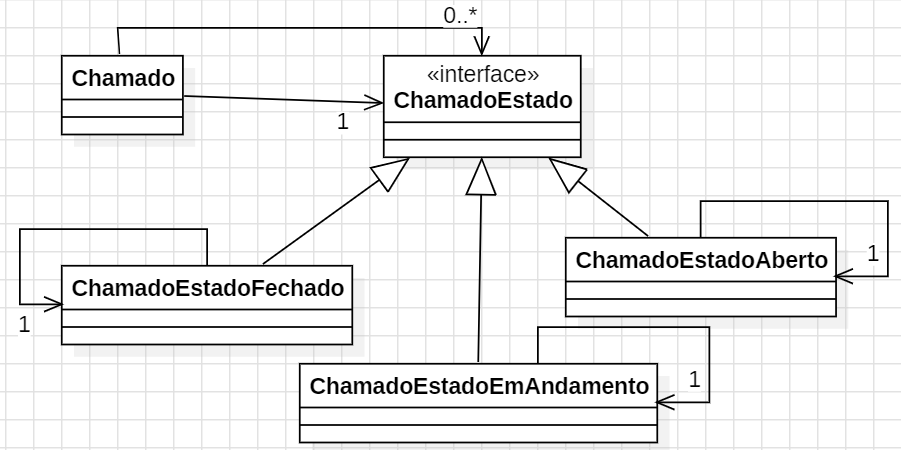 0..*
Chamado
«interface»
ChamadoEstado
1
ChamadoEstadoAberto
1
ChamadoEstadoFechado
1
ChamadoEstadoEmAndamento
1